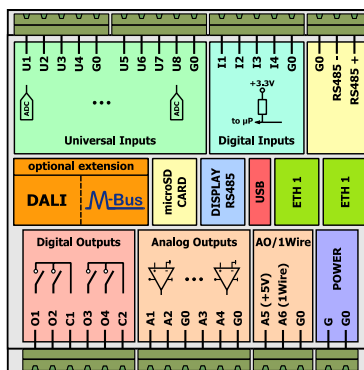 U1 U2 U3 U4 G0 U5 U6 U7 U8 G0
ADC ... ADC
Universal Inputs
I1 I2 I3 I4 G0
+3.3V
to µP
Digital Inputs
G0 RS485 - RS485 +
optional extension
DALI M-Bus
microSD
CARD
DISPLAY
RS485
USB
ETH 1
ETH 1
Digital Outputs
O1 O2 C1 O3 O4 C2
Analog Outputs
...
A1 A2 G0 A3 A4 G0
AO/1Wire
A5 (+5V) A6 (1Wire) G0
POWER
G G0